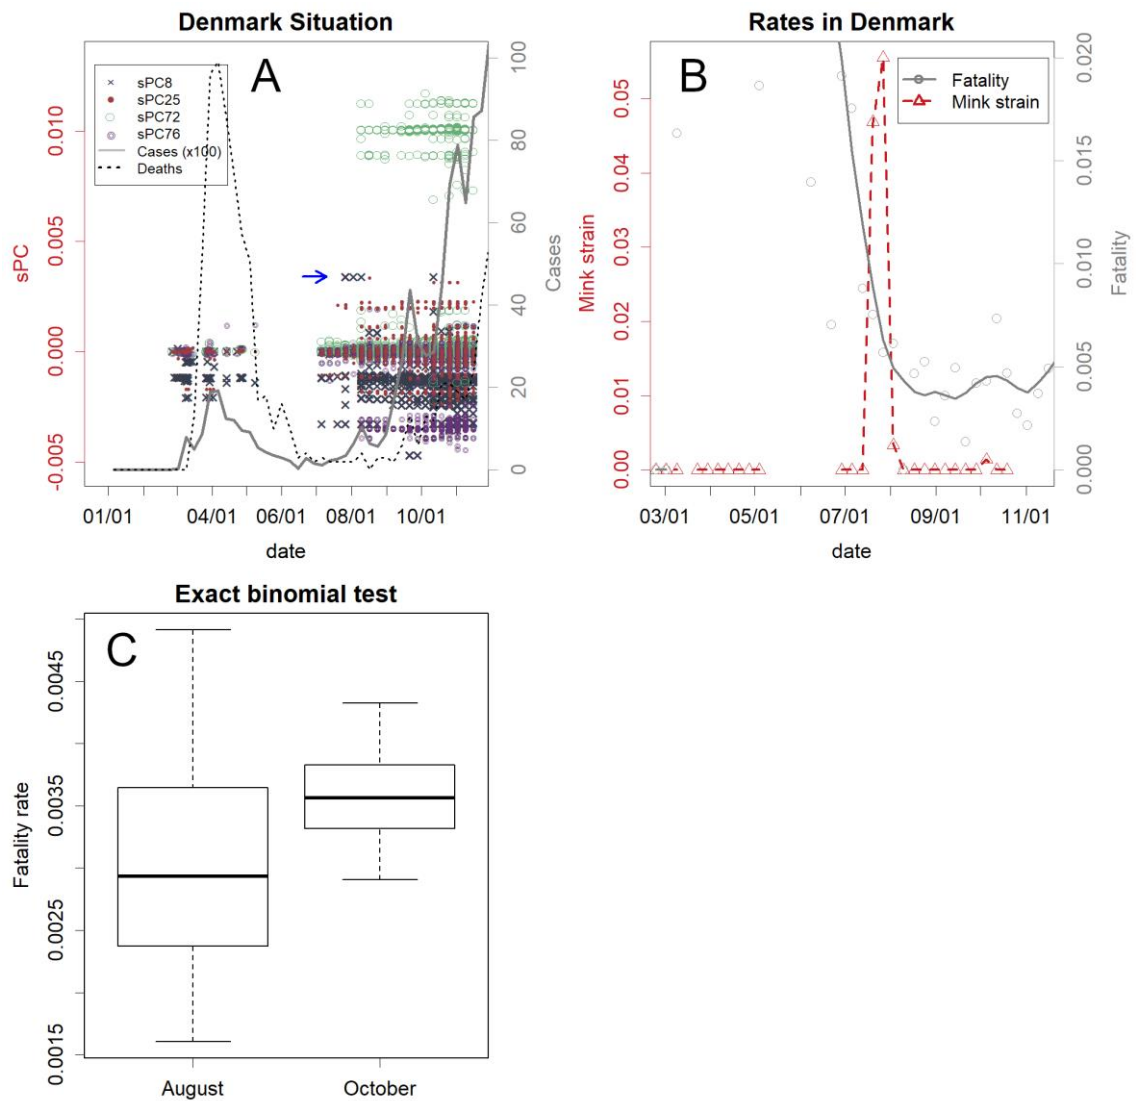 Denmark Situation
A
sPC8
sPC25
sPC72
sPC76
Cases (x100)
Deaths
sPC
0.010
0.005
0.000
-0.005
100
80
60
40
20
0
Cases
01/01 04/01 06/01 08/01 10/01
date
Rates in Denmark
B
Fatality
Mink strain
Mink strain
0.05
0.04
0.03
0.02
0.01
0.00
0.020
0.015
0.010
0.005
0.000
Fatality
03/01 05/01 07/01 09/01 11/01
date
Exact binomial test
C
Fatality rate
0.0045
0.0035
0.0025
0.0015
August October